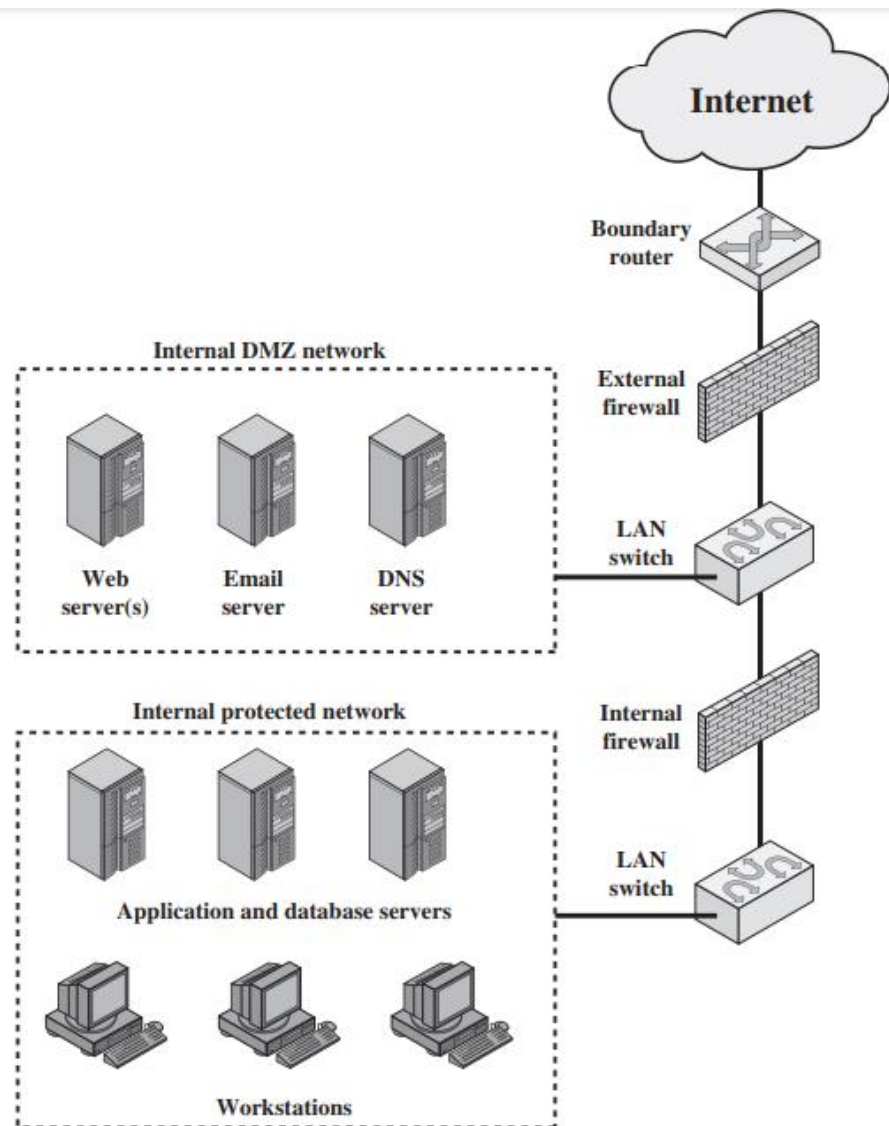 Internet
Boundary
router
Internal DMZ network
External
firewall
LAN
switch
Web
server(s)
Email
server
DNS
server
Internal protected network
Internal
firewall
LAN
switch
Application and database servers
Workstations